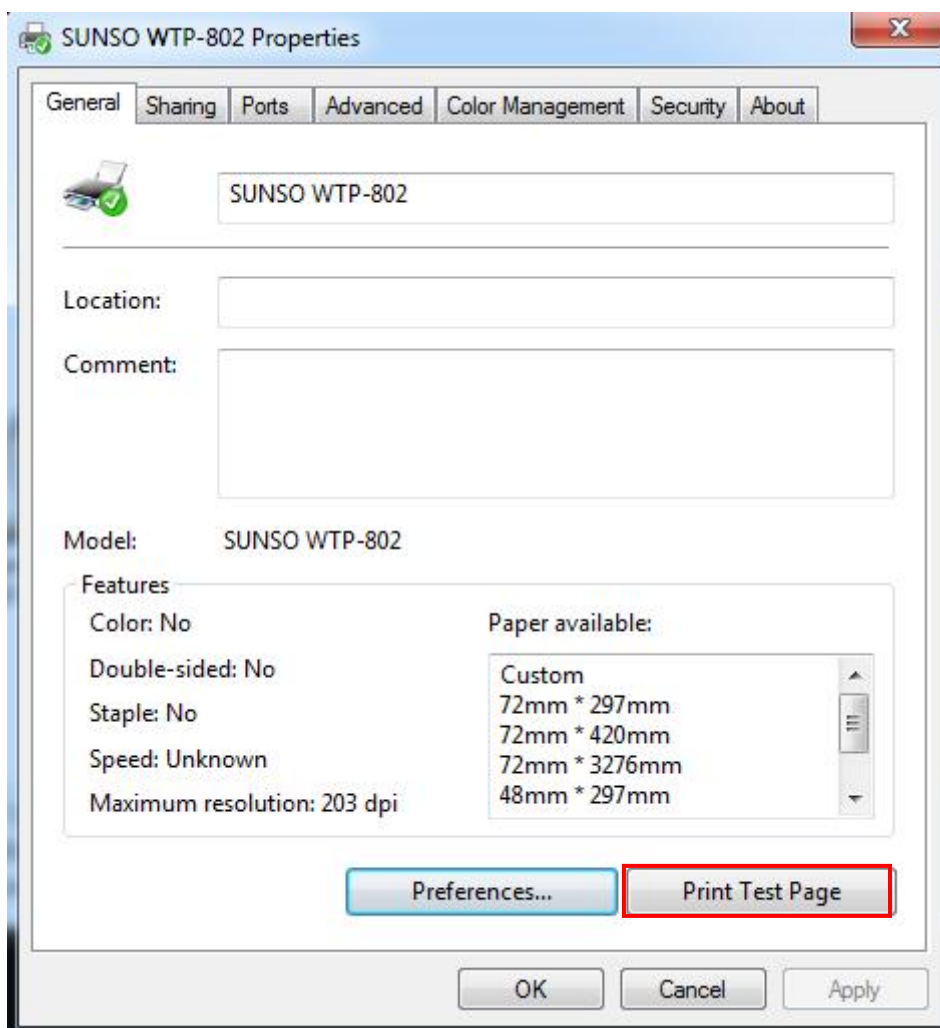 SUNSO WTP-802 Properties
X
General Sharing Ports Advanced Color Management Security About
SUNSO WTP-802
Location:
Comment:
Model: SUNSO WTP-802
Features
Color: No
Double-sided: No
Staple: No
Speed: Unknown
Maximum resolution: 203 dpi
Paper available:
Custom
72mm * 297mm
72mm * 420mm
72mm * 3276mm
48mm * 297mm
Preferences... Print Test Page
OK Cancel Apply